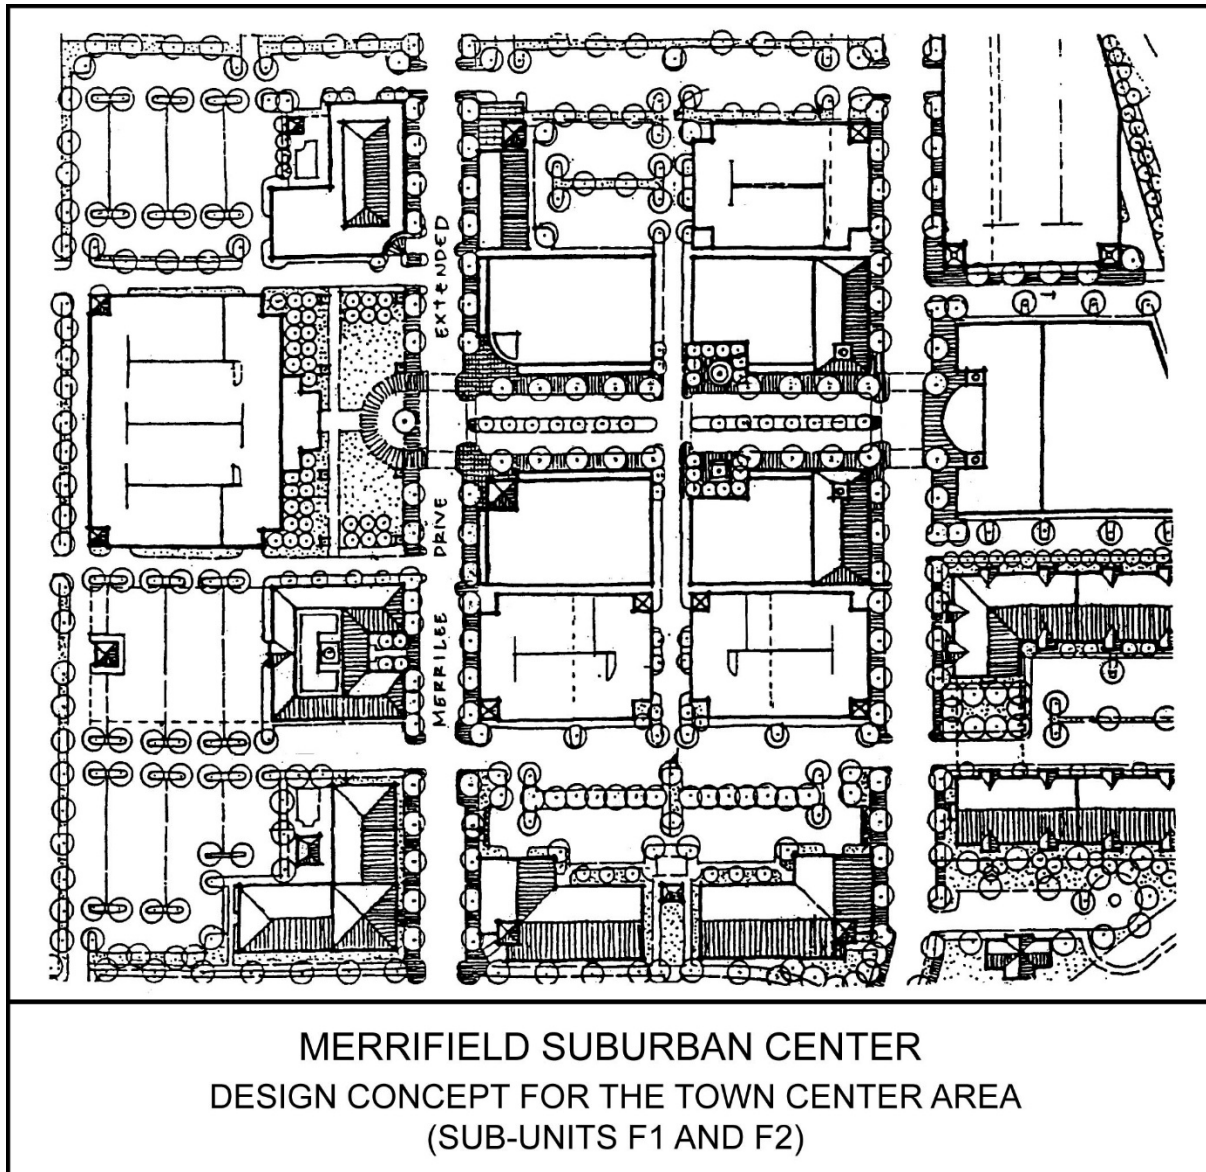 MERRILEE DRIVE EXTENDED
MERRIFIELD SUBURBAN CENTER
DESIGN CONCEPT FOR THE TOWN CENTER AREA
(SUB-UNITS F1 AND F2)